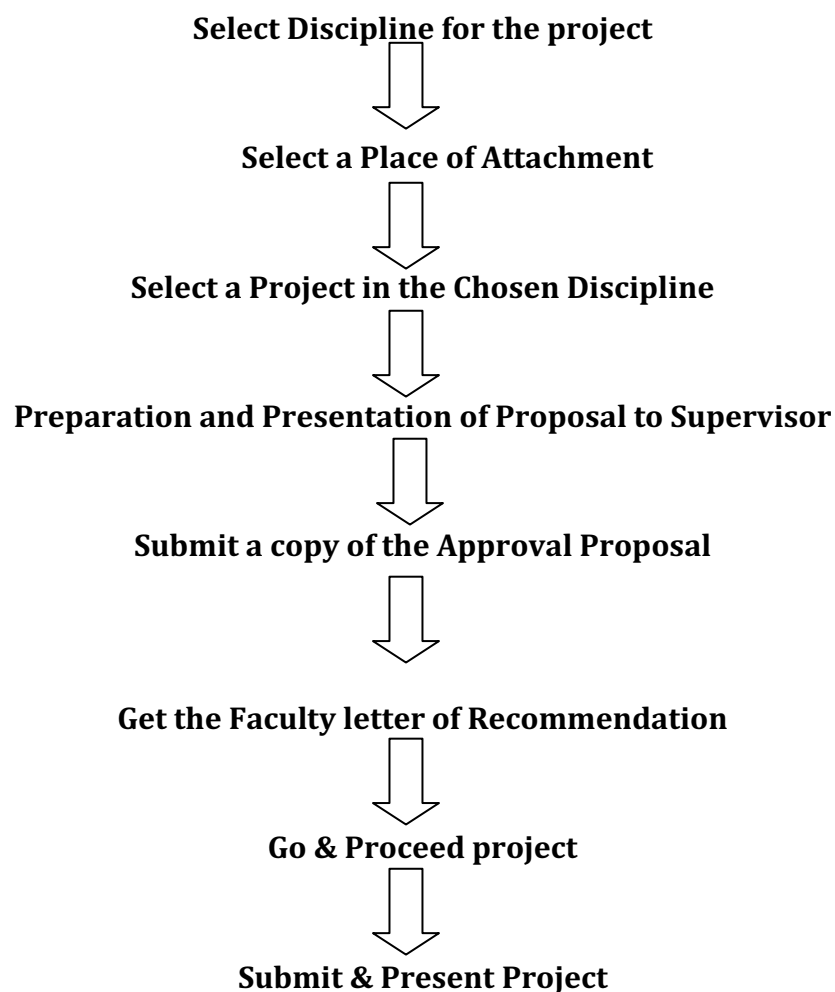 Select Discipline for the project
Select a Place of Attachment
Select a Project in the Chosen Discipline
Preparation and Presentation of Proposal to Supervisor
Submit a copy of the Approval Proposal
Get the Faculty letter of Recommendation
Go & Proceed project
Submit & Present Project